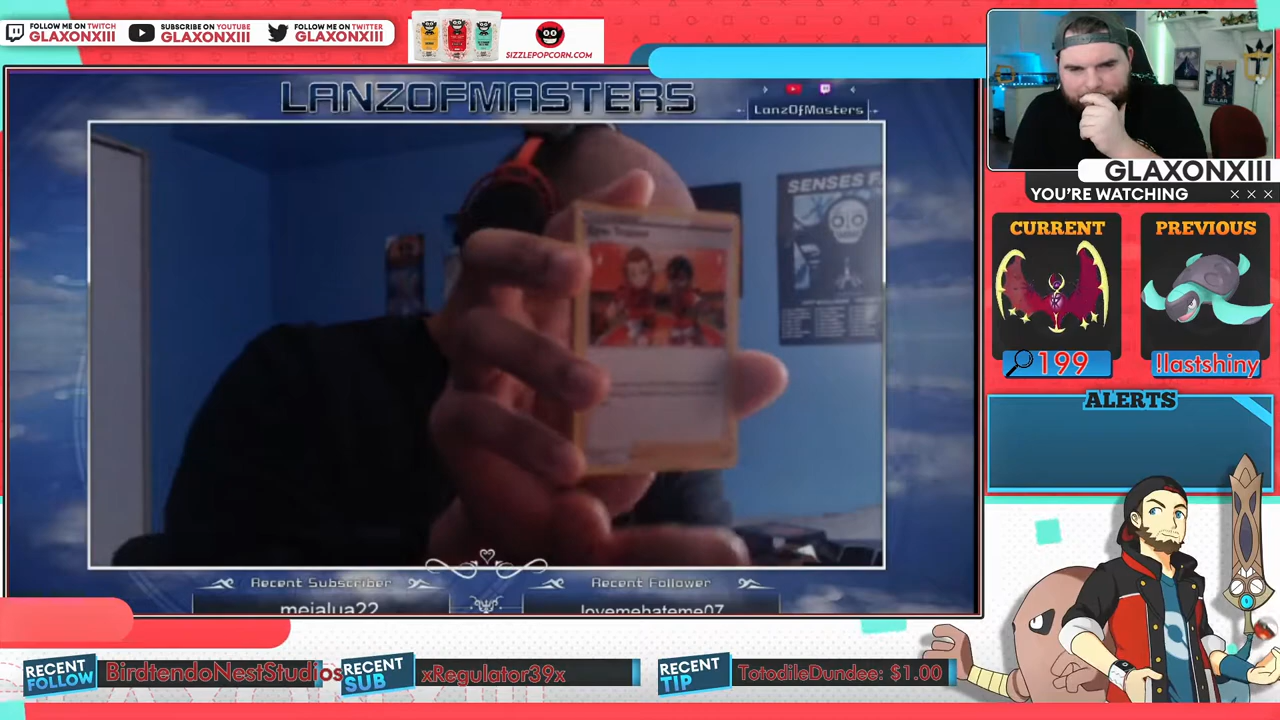 FOLLOW ME ON TWITCH
GLAXONXIII
SUBSCRIBE ON YOUTUBE
GLAXONXIII
FOLLOW ME ON TWITTER
GLAXONXIII
SIZZLEPOPCORN.COM
LANZOFMASTERS
LanzOfMasters
SENSES F
GLAXONXIII
YOU'RE WATCHING
CURRENT
PREVIOUS
199
!lastshiny
ALERTS
Recent Subscriber
mejalua22
Recent Follower
lovemehateme07
RECENT FOLLOW
BirdtendoNestStudios
RECENT SUB
xRegulator39x
RECENT TIP
TotodileDundee: $1.00